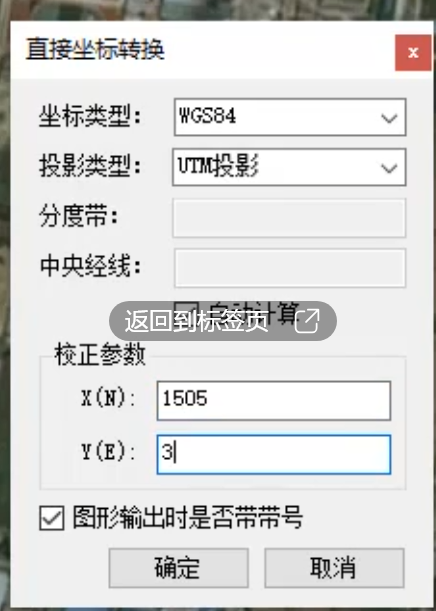 直接坐标转换
x
坐标类型： WGS84
投影类型： UTM投影
分度带：
中央经线：
自动计算
返回到标签页
校正参数
X(N): 1505
Y(E): 3
图形输出时是否带带号
确定 取消